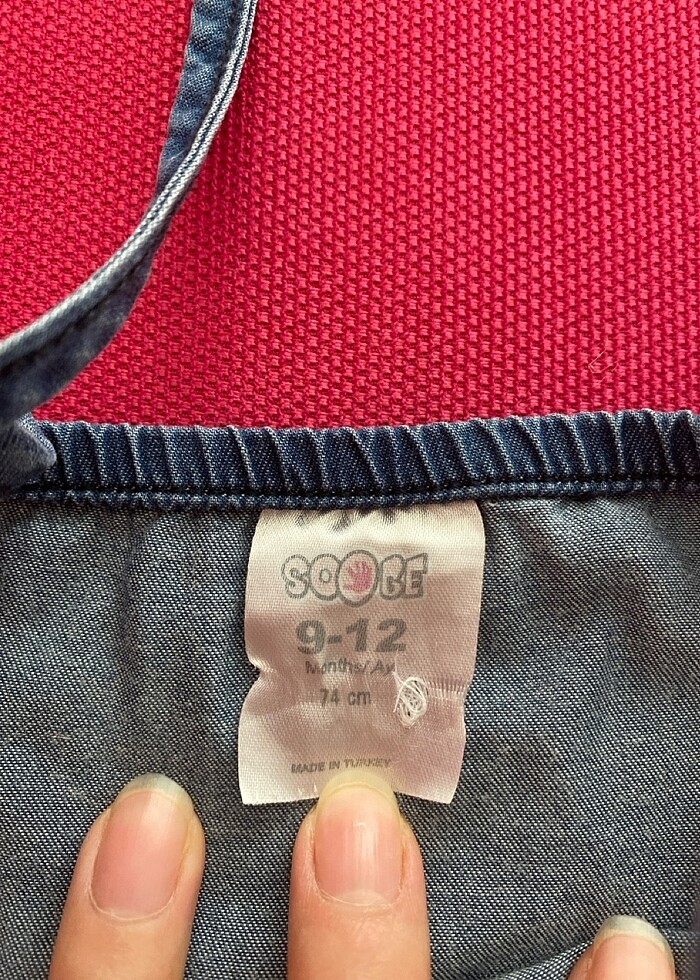 SOOBE
9-12
Months/Ay
74 cm
MADE IN TURKEY